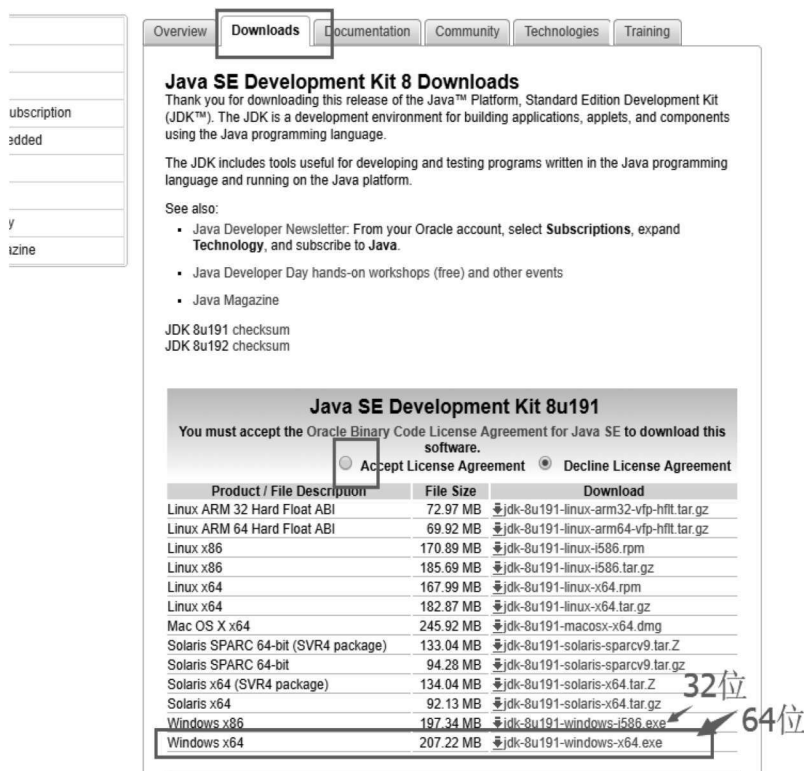 Overview Downloads Documentation Community Technologies Training
ubscription
edded
y
azine
Java SE Development Kit 8 Downloads
Thank you for downloading this release of the Java™ Platform, Standard Edition Development Kit
(JDK™). The JDK is a development environment for building applications, applets, and components
using the Java programming language.
The JDK includes tools useful for developing and testing programs written in the Java programming
language and running on the Java platform.
See also:
▪ Java Developer Newsletter: From your Oracle account, select Subscriptions, expand
Technology, and subscribe to Java.
▪ Java Developer Day hands-on workshops (free) and other events
▪ Java Magazine
JDK 8u191 checksum
JDK 8u192 checksum
Java SE Development Kit 8u191
You must accept the Oracle Binary Code License Agreement for Java SE to download this
software.
Accept License Agreement Decline License Agreement
Product / File Description File Size Download
Linux ARM 32 Hard Float ABI 72.97 MB jdk-8u191-linux-arm32-vfp-hflt.tar.gz
Linux ARM 64 Hard Float ABI 69.92 MB jdk-8u191-linux-arm64-vfp-hflt.tar.gz
Linux x86 170.89 MB jdk-8u191-linux-i586.rpm
Linux x86 185.69 MB jdk-8u191-linux-i586.tar.gz
Linux x64 167.99 MB jdk-8u191-linux-x64.rpm
Linux x64 182.87 MB jdk-8u191-linux-x64.tar.gz
Mac OS X x64 245.92 MB jdk-8u191-macosx-x64.dmg
Solaris SPARC 64-bit (SVR4 package) 133.04 MB jdk-8u191-solaris-sparcv9.tar.Z
Solaris SPARC 64-bit 94.28 MB jdk-8u191-solaris-sparcv9.tar.gz
Solaris x64 (SVR4 package) 134.04 MB jdk-8u191-solaris-x64.tar.Z
Solaris x64 92.13 MB jdk-8u191-solaris-x64.tar.gz
Windows x86 197.34 MB jdk-8u191-windows-i586.exe 32位
Windows x64 207.22 MB jdk-8u191-windows-x64.exe 64位